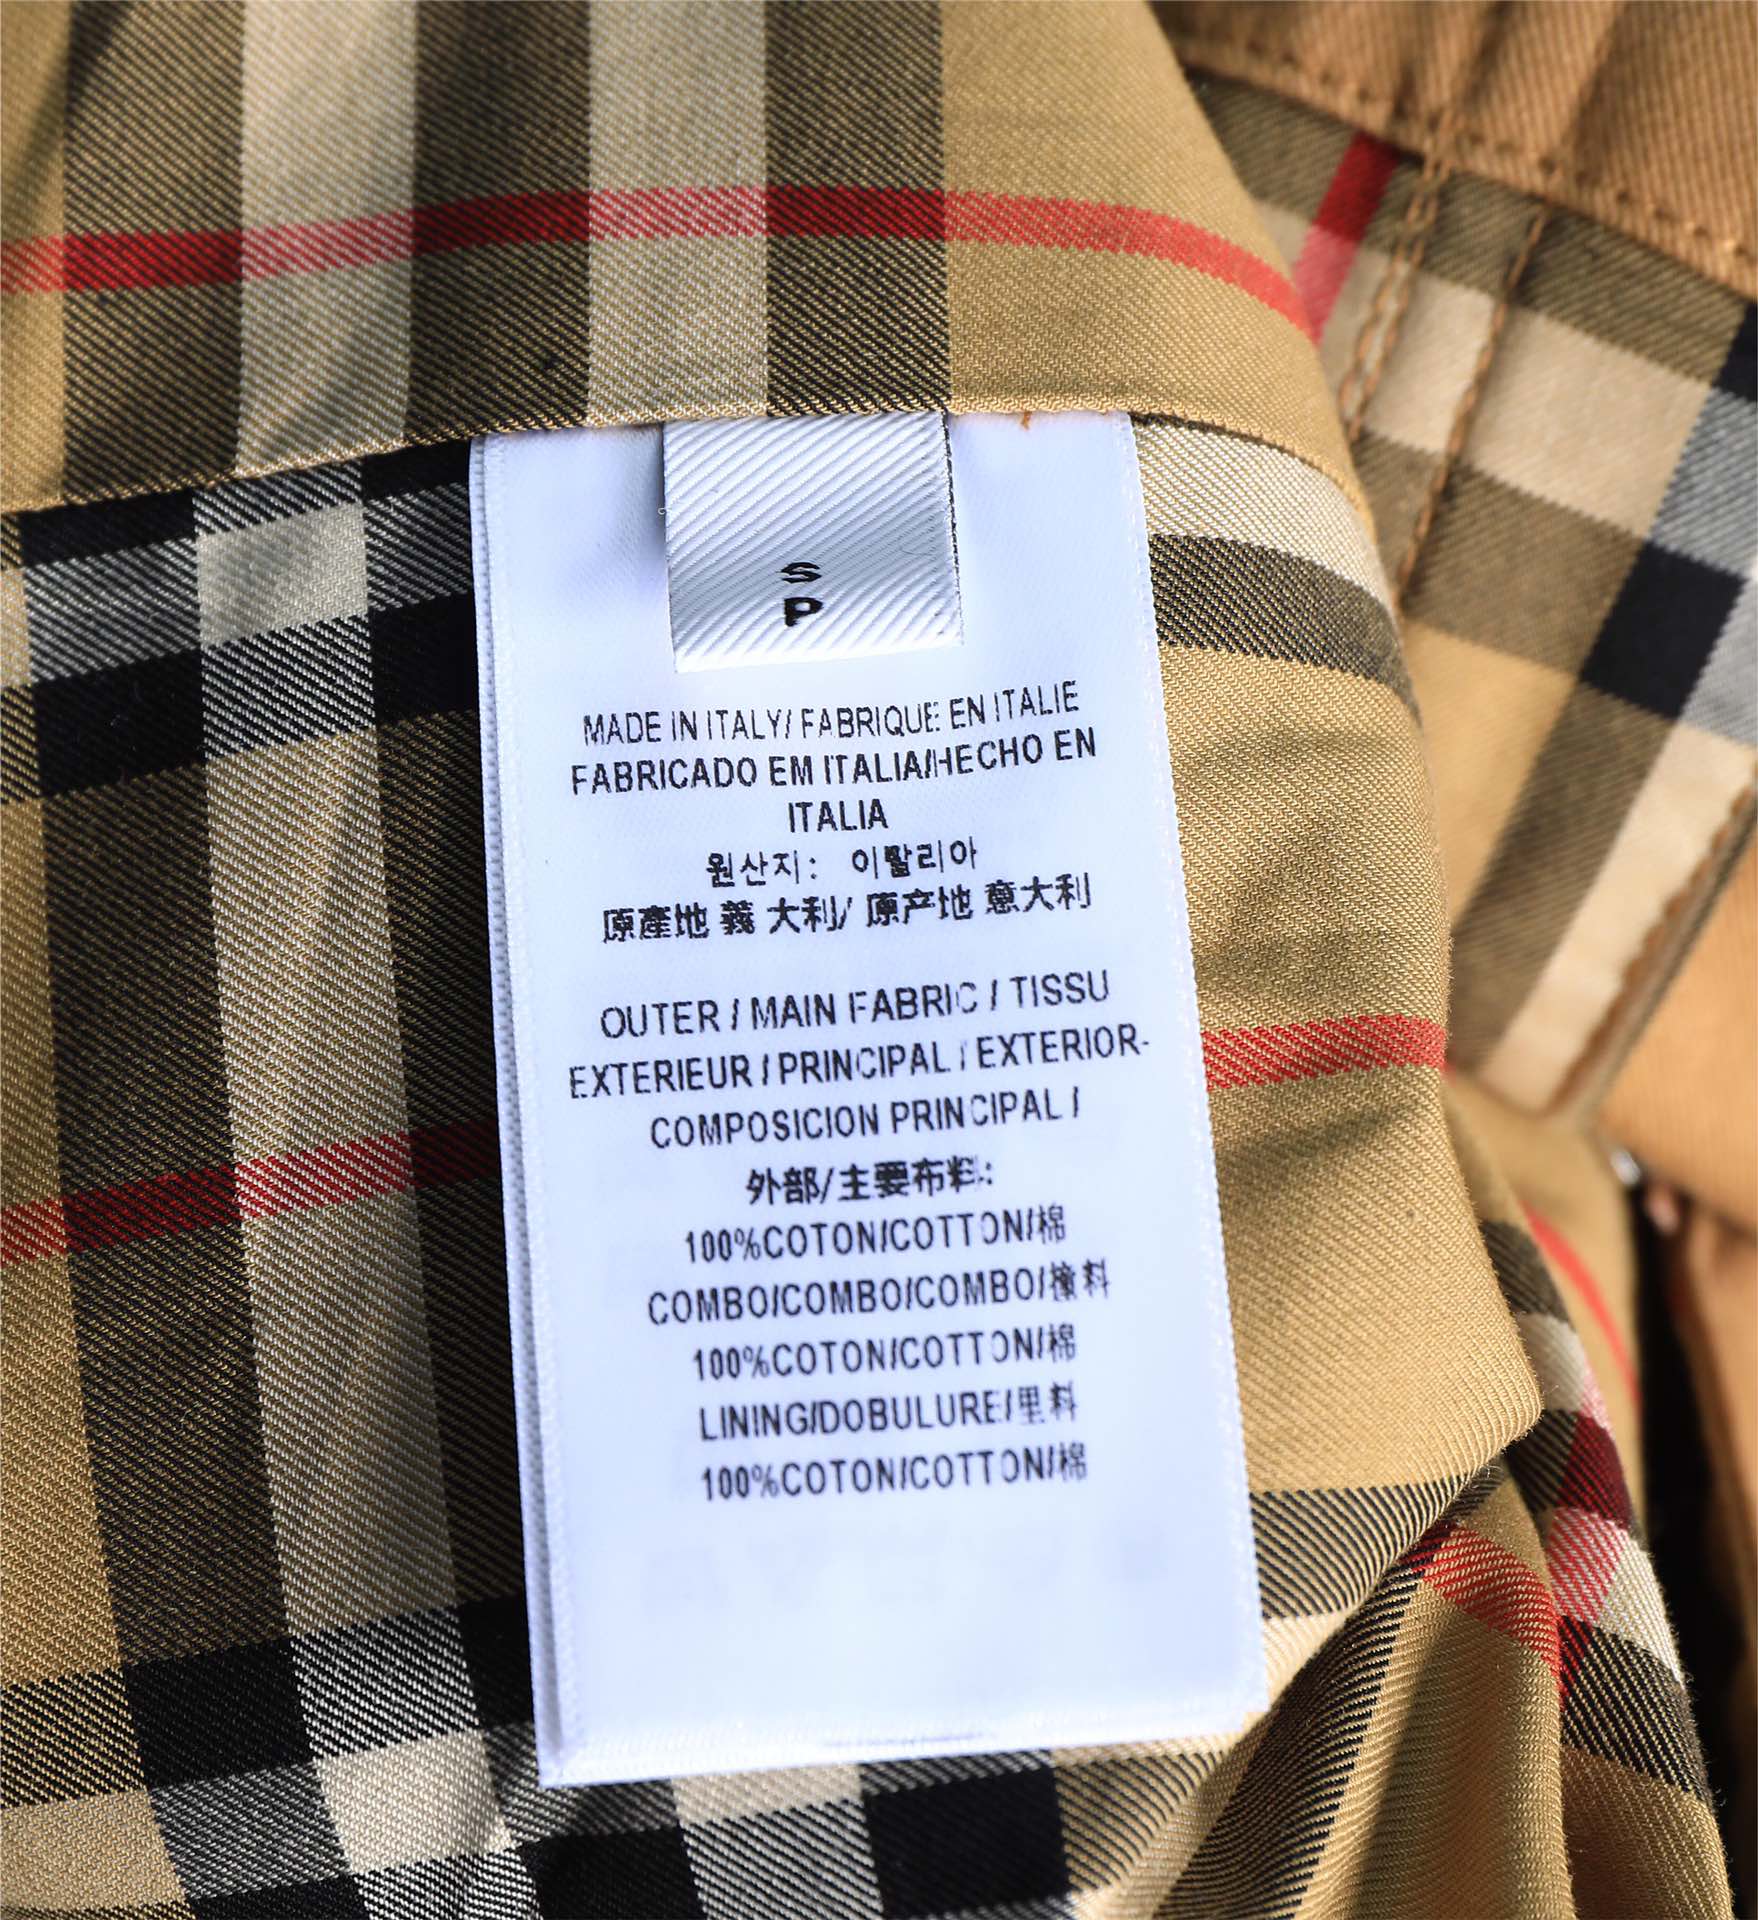 S
P
MADE IN ITALY/ FABRIQUE EN ITALIE
FABRICADO EM ITALIA/HECHO EN
ITALIA
원산지: 이탈리아
原産地 義 大利/ 原产地 意大利
OUTER / MAIN FABRIC / TISSU
EXTERIEUR / PRINCIPAL / EXTERIOR-
COMPOSICION PRINCIPAL /
外部/主要布料:
100%COTON/COTTON/棉
COMBO/COMBO/COMBO/撞料
100%COTON/COTTON/棉
LINING/DOBULURE/里料
100%COTON/COTTON/棉